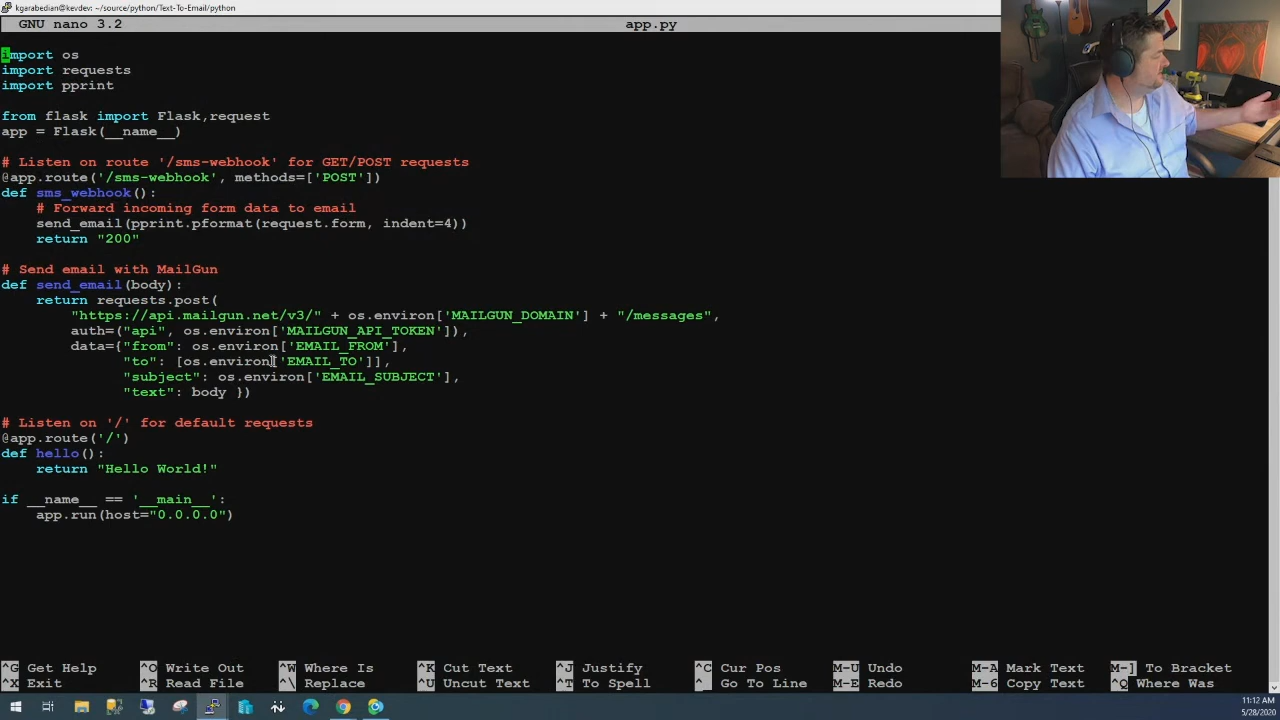 kgarabedian@kevdev: ~/source/python/Text-To-Email/python
GNU nano 3.2 app.py
import os
import requests
import pprint
from flask import Flask,request
app = Flask(__name__)
# Listen on route '/sms-webhook' for GET/POST requests
@app.route('/sms-webhook', methods=['POST'])
def sms_webhook():
    # Forward incoming form data to email
    send_email(pprint.pformat(request.form, indent=4))
    return "200"
# Send email with MailGun
def send_email(body):
    return requests.post(
        "https://api.mailgun.net/v3/" + os.environ['MAILGUN_DOMAIN'] + "/messages",
        auth=("api", os.environ['MAILGUN_API_TOKEN']),
        data={"from": os.environ['EMAIL_FROM'],
              "to": [os.environ['EMAIL_TO']],
              "subject": os.environ['EMAIL_SUBJECT'],
              "text": body })
# Listen on '/' for default requests
@app.route('/')
def hello():
    return "Hello World!"
if __name__ == '__main__':
    app.run(host="0.0.0.0")
^G Get Help ^O Write Out ^W Where Is ^K Cut Text ^J Justify ^C Cur Pos M-U Undo M-A Mark Text M-] To Bracket
^X Exit ^R Read File ^\ Replace ^U Uncut Text ^T To Spell ^_ Go To Line M-E Redo M-6 Copy Text ^Q Where Was
11:12 AM
5/28/2020